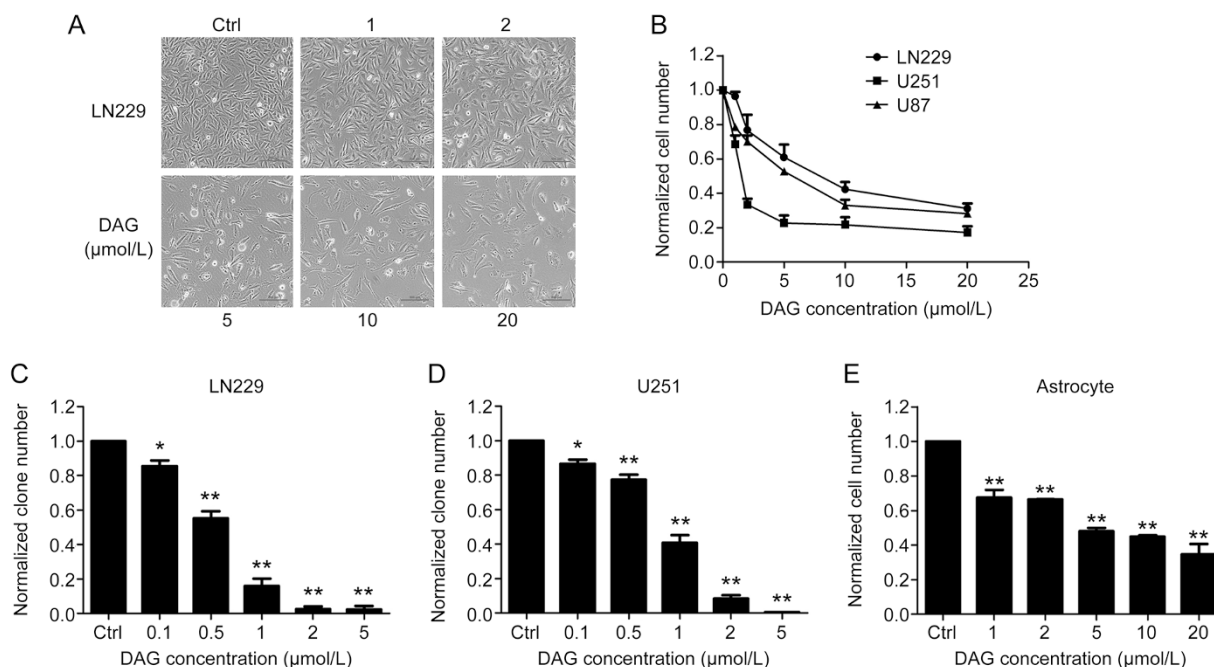 A
Ctrl 1 2
LN229
DAG
(µmol/L)
5 10 20
B
Normalized cell number
1.2
1.0
0.8
0.6
0.4
0.2
0.0
0 5 10 15 20 25
DAG concentration (µmol/L)
LN229
U251
U87
C
LN229
Normalized clone number
1.2
1.0
0.8
0.6
0.4
0.2
0.0
*
**
**
**
**
Ctrl 0.1 0.5 1 2 5
DAG concentration (µmol/L)
D
U251
Normalized clone number
1.2
1.0
0.8
0.6
0.4
0.2
0.0
*
**
**
**
**
Ctrl 0.1 0.5 1 2 5
DAG concentration (µmol/L)
E
Astrocyte
Normalized cell number
1.2
1.0
0.8
0.6
0.4
0.2
0.0
**
**
**
**
**
Ctrl 1 2 5 10 20
DAG concentration (µmol/L)